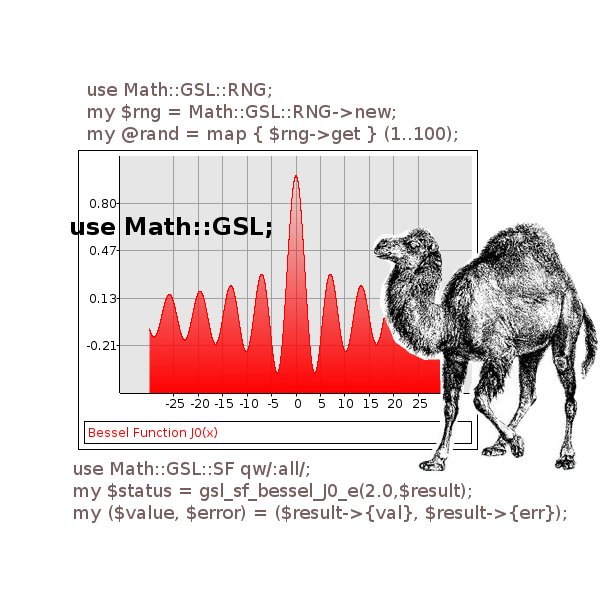 use Math::GSL::RNG;
my $rng = Math::GSL::RNG->new;
my @rand = map { $rng->get } (1..100);
0.80
use Math::GSL;
0.47
0.13
-0.21
-25 -20 -15 -10 -5 0 5 10 15 20 25
Bessel Function J0(x)
use Math::GSL::SF qw/:all/;
my $status = gsl_sf_bessel_J0_e(2.0,$result);
my ($value, $error) = ($result->{val}, $result->{err});